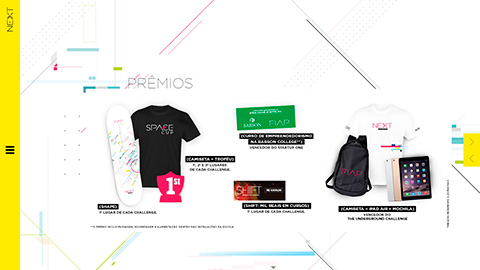 NEXT
PRÊMIOS
SPACE
CUP
1ST
(SHAPE)
1º LUGAR DE CADA CHALLENGE.
(CAMISETA + TROFÉU)
1º, 2º E 3º LUGARES
DE CADA CHALLENGE.
BABSON
FIAP
(CURSO DE EMPREENDEDORISMO
NA BABSON COLLEGE**)
VENCEDOR DO STARTUP ONE
SHIFT
(SHIFT: MIL REAIS EM CURSOS)
1º LUGAR DE CADA CHALLENGE.
NEXT
FIAP
(CAMISETA + IPAD AIR + MOCHILA)
VENCEDOR DO
THE UNDERGROUND CHALLENGE